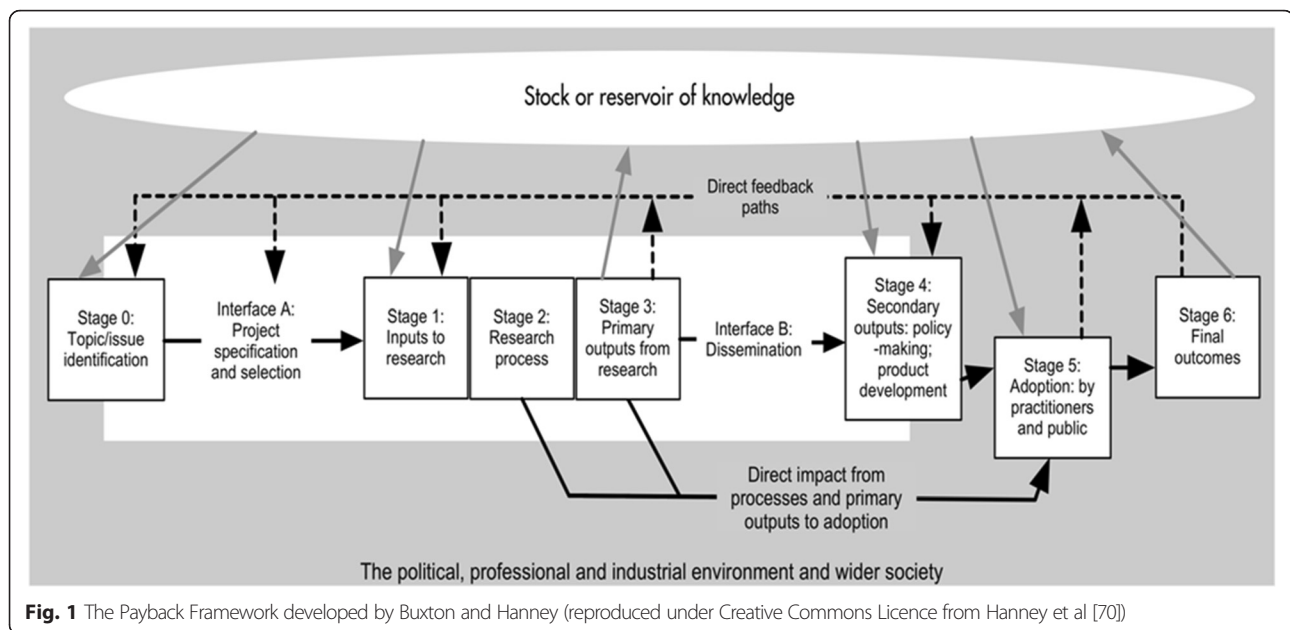 Stock or reservoir of knowledge
Direct feedback
paths
Stage 0:
Topic/issue
identification
Interface A:
Project
specification
and selection
Stage 1:
Inputs to
research
Stage 2:
Research
process
Stage 3:
Primary
outputs from
research
Interface B:
Dissemination
Stage 4:
Secondary
outputs: policy
-making;
product
development
Stage 5:
Adoption: by
practitioners
and public
Stage 6:
Final
outcomes
Direct impact from
processes and primary
outputs to adoption
The political, professional and industrial environment and wider society
Fig. 1 The Payback Framework developed by Buxton and Hanney (reproduced under Creative Commons Licence from Hanney et al [70])